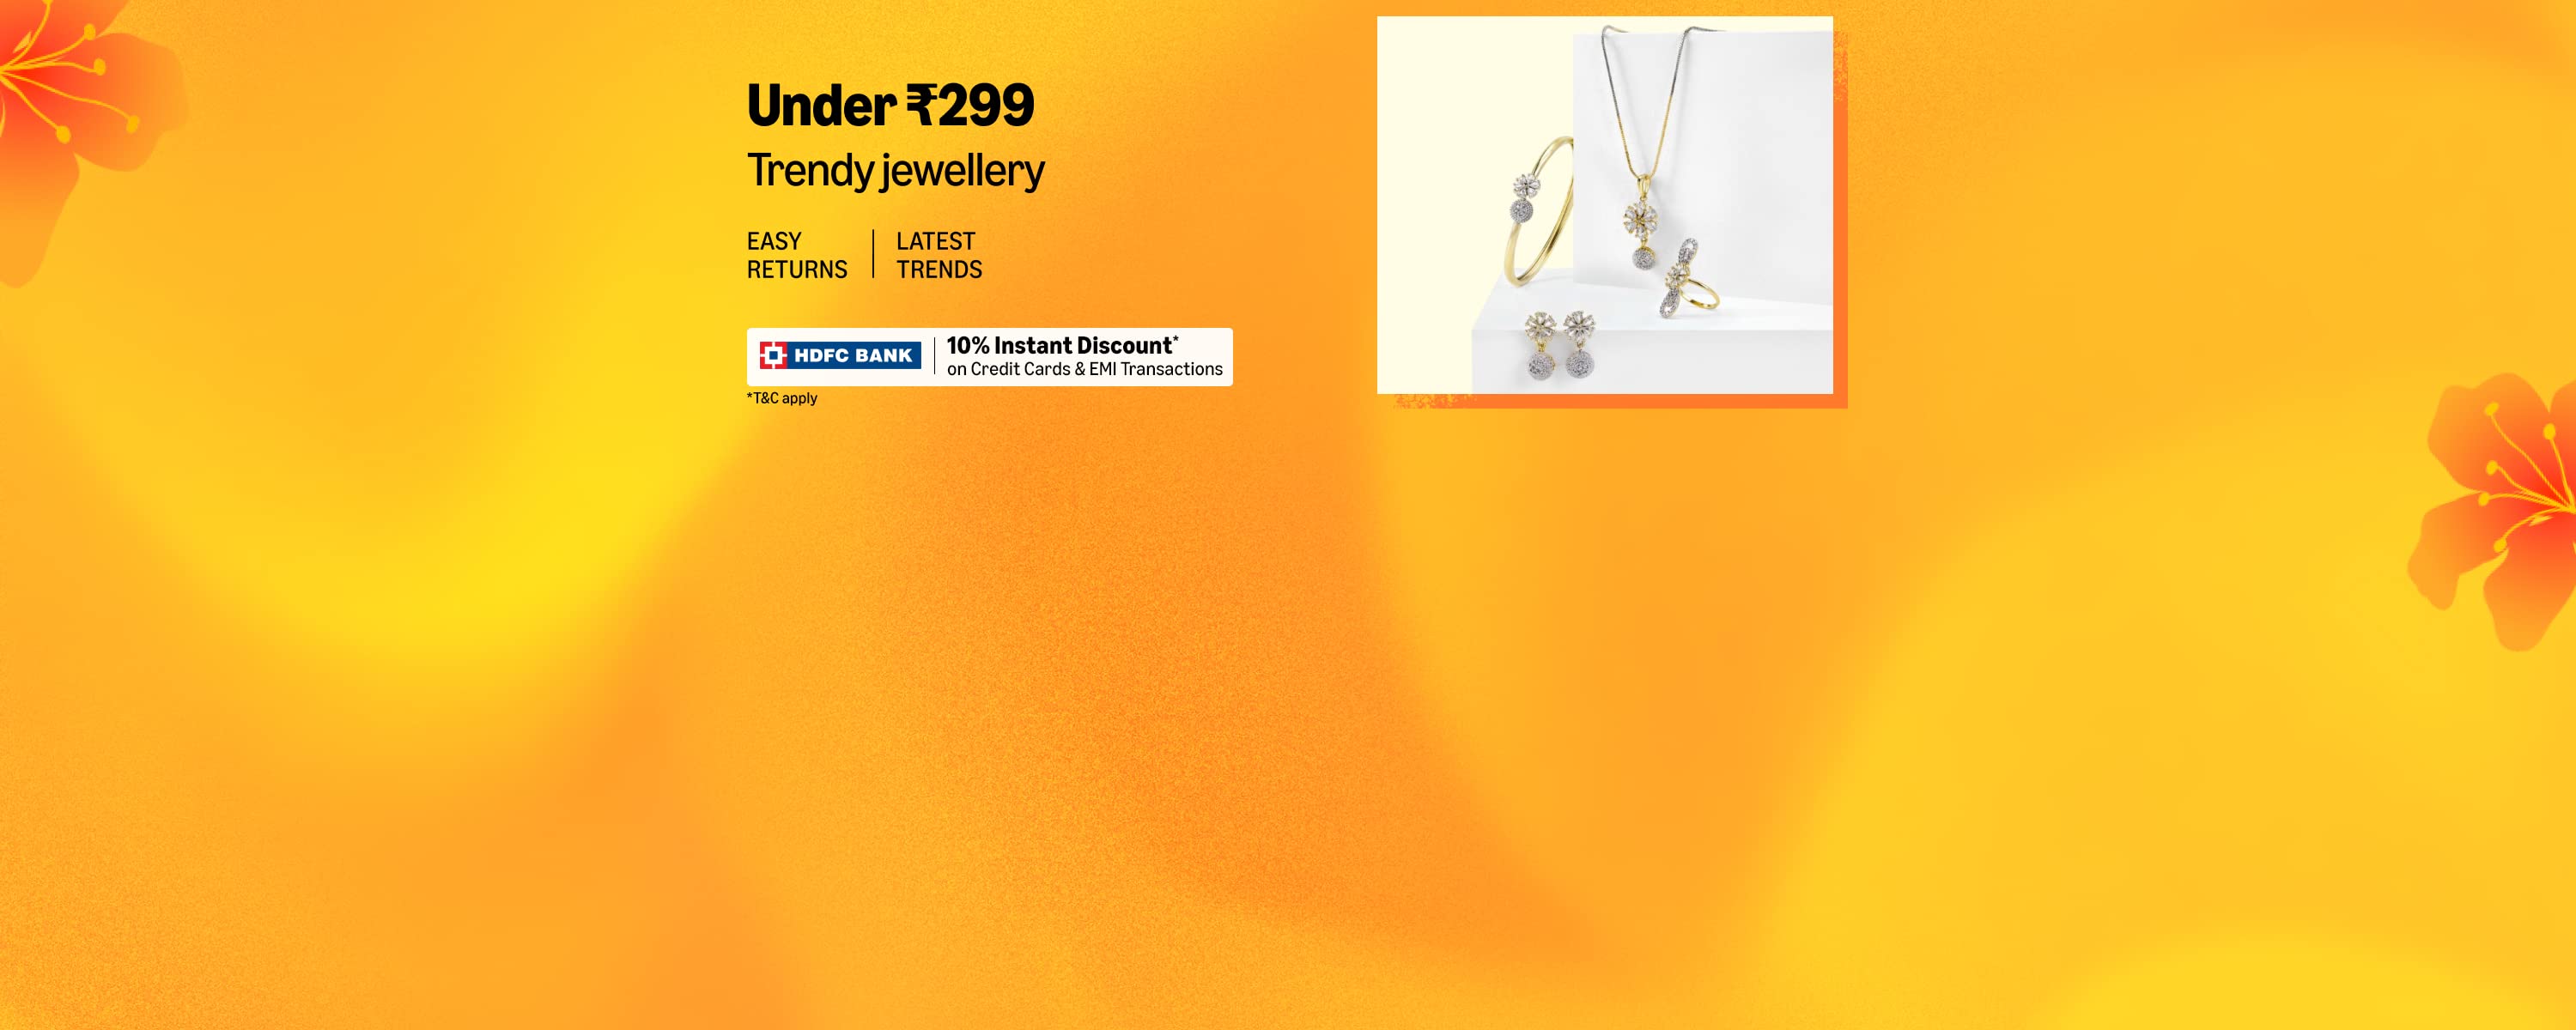 Under ₹299
Trendy jewellery
EASY
RETURNS
LATEST
TRENDS
HDFC BANK
10% Instant Discount*
on Credit Cards & EMI Transactions
*T&C apply